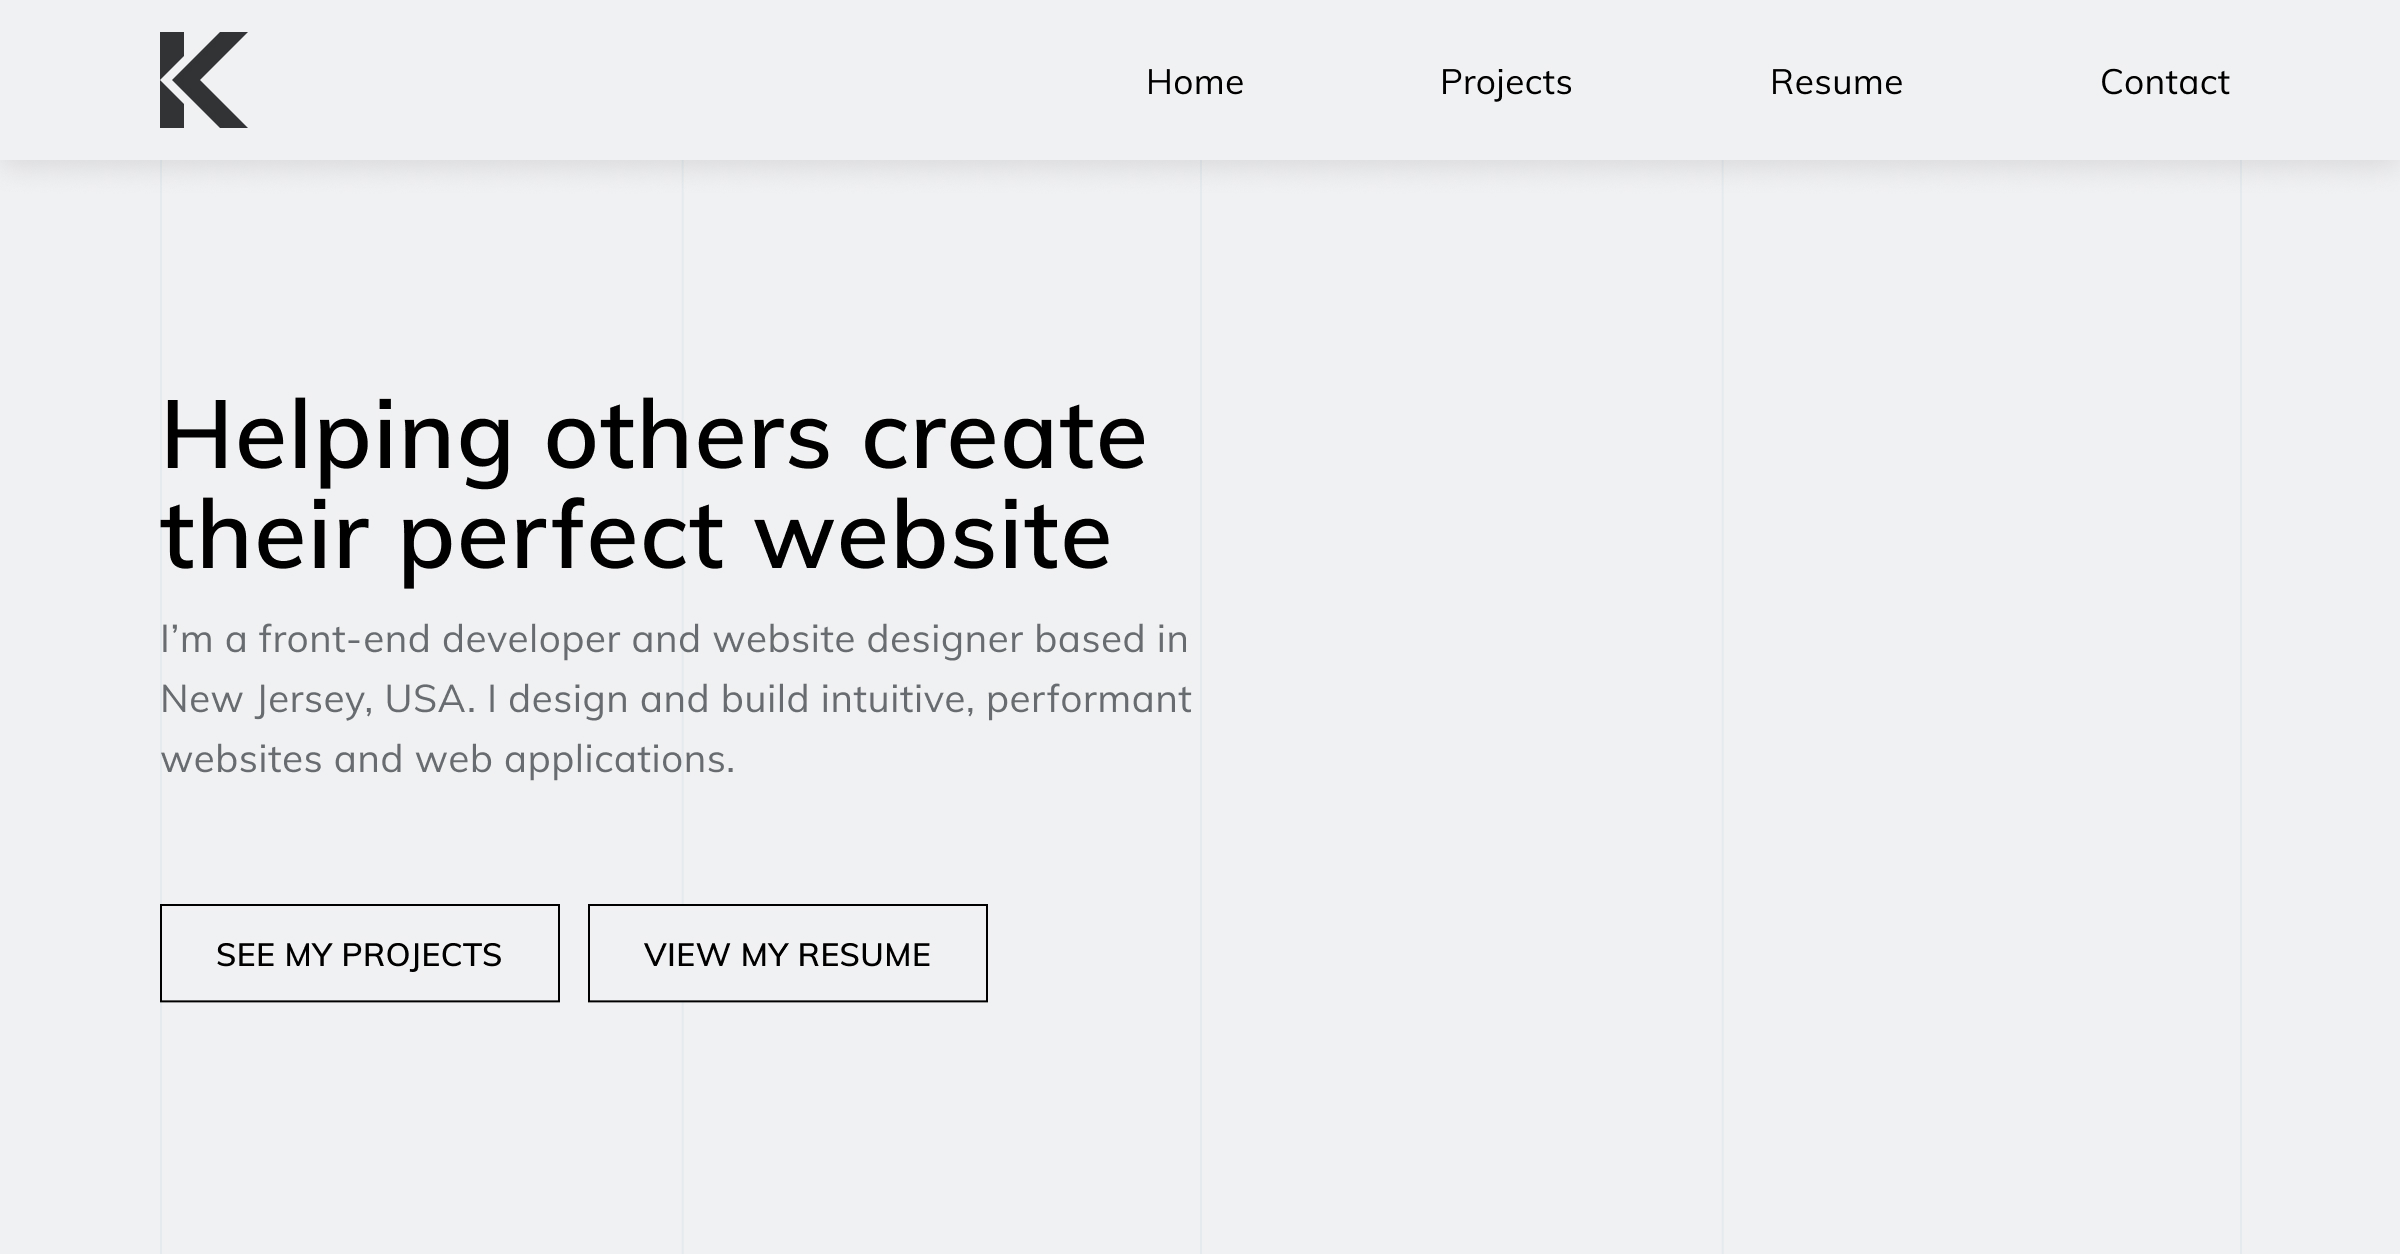 K
Home Projects Resume Contact
Helping others create
their perfect website
I’m a front-end developer and website designer based in
New Jersey, USA. I design and build intuitive, performant
websites and web applications.
SEE MY PROJECTS VIEW MY RESUME